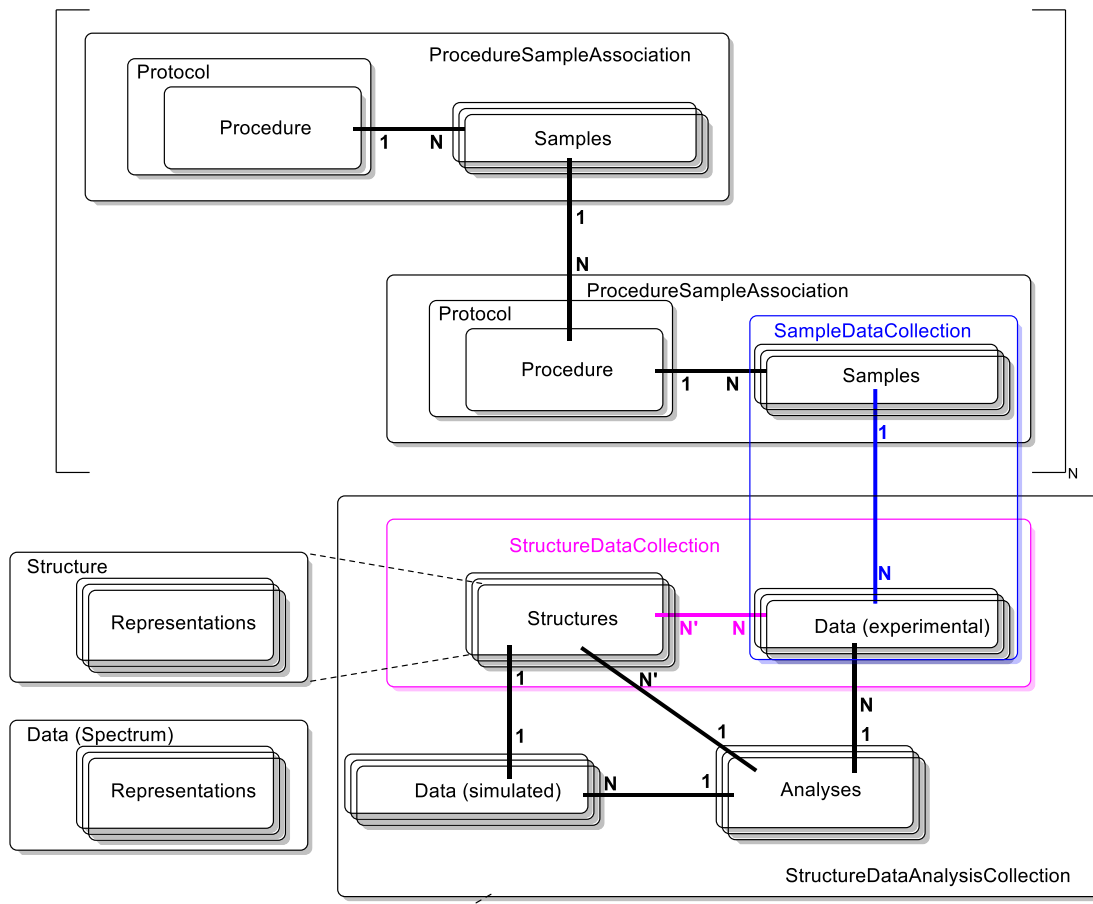 ProcedureSampleAssociation
Protocol
Procedure
1
N
Samples
1
N
ProcedureSampleAssociation
Protocol
Procedure
1
N
SampleDataCollection
Samples
1
N
N
StructureDataCollection
Structure
Representations
Structures
N'
N
Data (experimental)
1
N'
N
1
1
1
Data (Spectrum)
Representations
Data (simulated)
N
1
Analyses
StructureDataAnalysisCollection